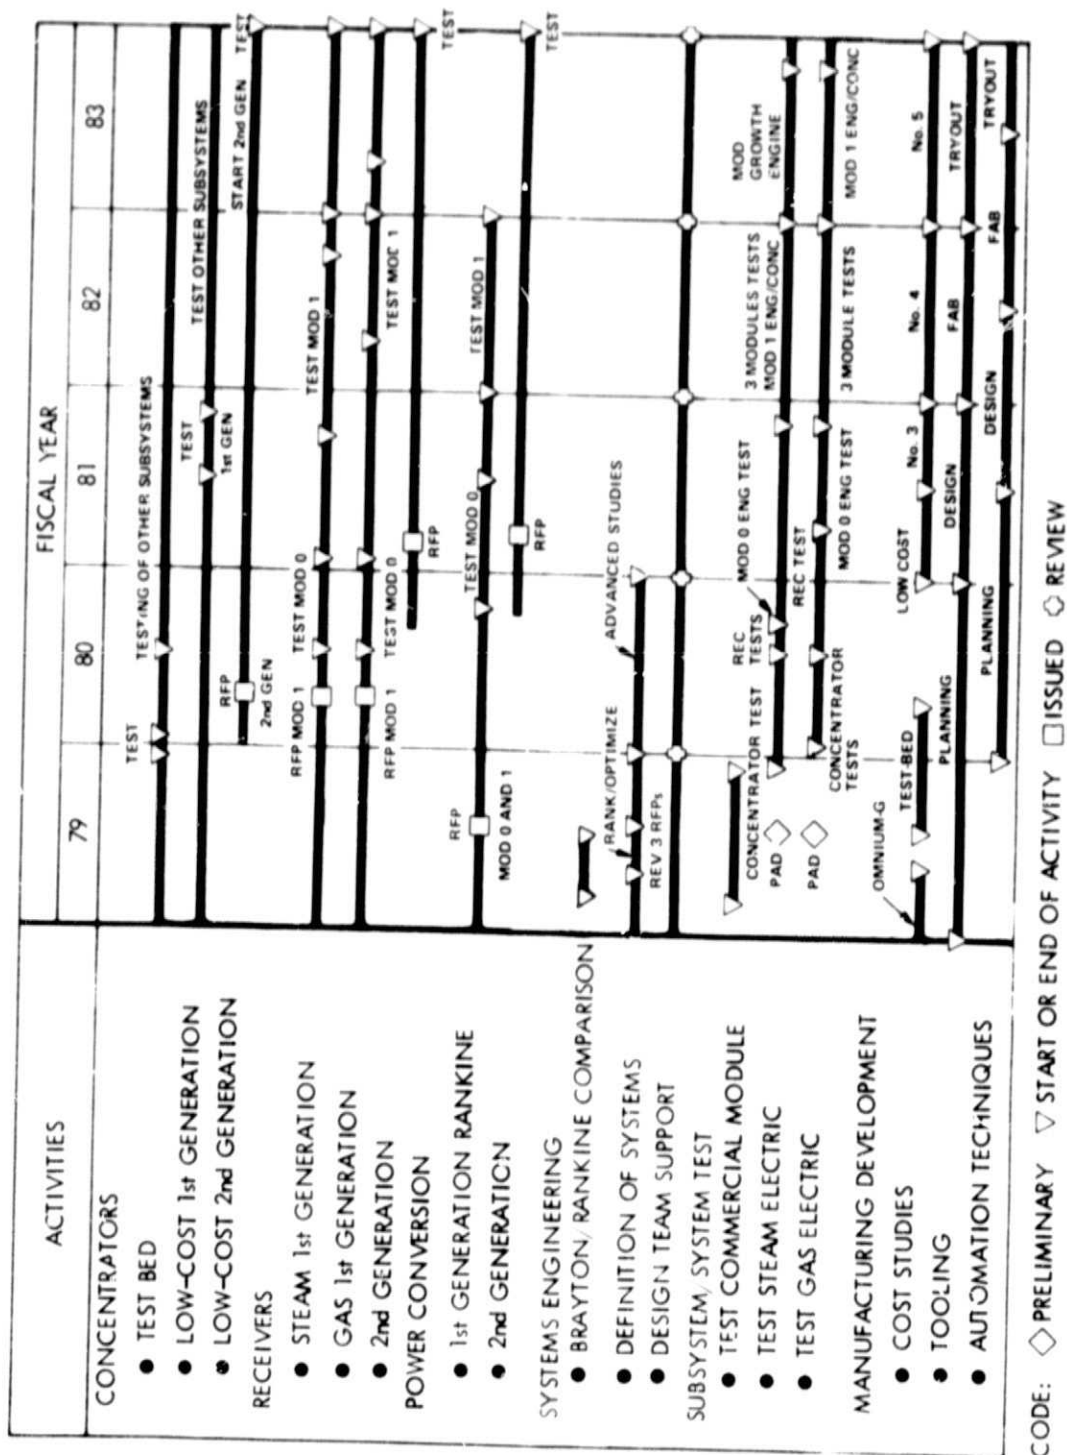 FISCAL YEAR
ACTIVITIES
79
80
81
82
83
CONCENTRATORS
● TEST BED
TEST
TESTING OF OTHER SUBSYSTEMS
● LOW-COST 1st GENERATION
TEST
1st GEN
TEST OTHER SUBSYSTEMS
● LOW-COST 2nd GENERATION
RFP
2nd GEN
START 2nd GEN
TEST
RECEIVERS
● STEAM 1st GENERATION
RFP MOD 1
TEST MOD 0
TEST MOD 1
● GAS 1st GENERATION
RFP MOD 1
TEST MOD 0
TEST MOD 1
● 2nd GENERATION
RFP
TEST
POWER CONVERSION
● 1st GENERATION RANKINE
RFP
MOD 0 AND 1
TEST MOD 0
TEST MOD 1
● 2nd GENERATION
RFP
TEST
SYSTEMS ENGINEERING
● BRAYTON/RANKINE COMPARISON
● DEFINITION OF SYSTEMS
REV 3 RFPs
RANK/OPTIMIZE
ADVANCED STUDIES
● DESIGN TEAM SUPPORT
SUBSYSTEM/SYSTEM TEST
● TEST COMMERCIAL MODULE
CONCENTRATOR TEST
● TEST STEAM ELECTRIC
PAD
REC
TESTS
MOD 0 ENG TEST
3 MODULES TESTS
MOD 1 ENG/CONC
MOD
GROWTH
ENGINE
● TEST GAS ELECTRIC
PAD
CONCENTRATOR
TESTS
REC TEST
MOD 0 ENG TEST
3 MODULE TESTS
MOD 1 ENG/CONC
MANUFACTURING DEVELOPMENT
● COST STUDIES
OMNIUM-G
TEST-BED
LOW COST
No. 3
No. 4
No. 5
● TOOLING
PLANNING
DESIGN
FAB
TRYOUT
● AUTOMATION TECHNIQUES
PLANNING
DESIGN
FAB
TRYOUT
CODE: ◇ PRELIMINARY ▽ START OR END OF ACTIVITY □ ISSUED ✧ REVIEW